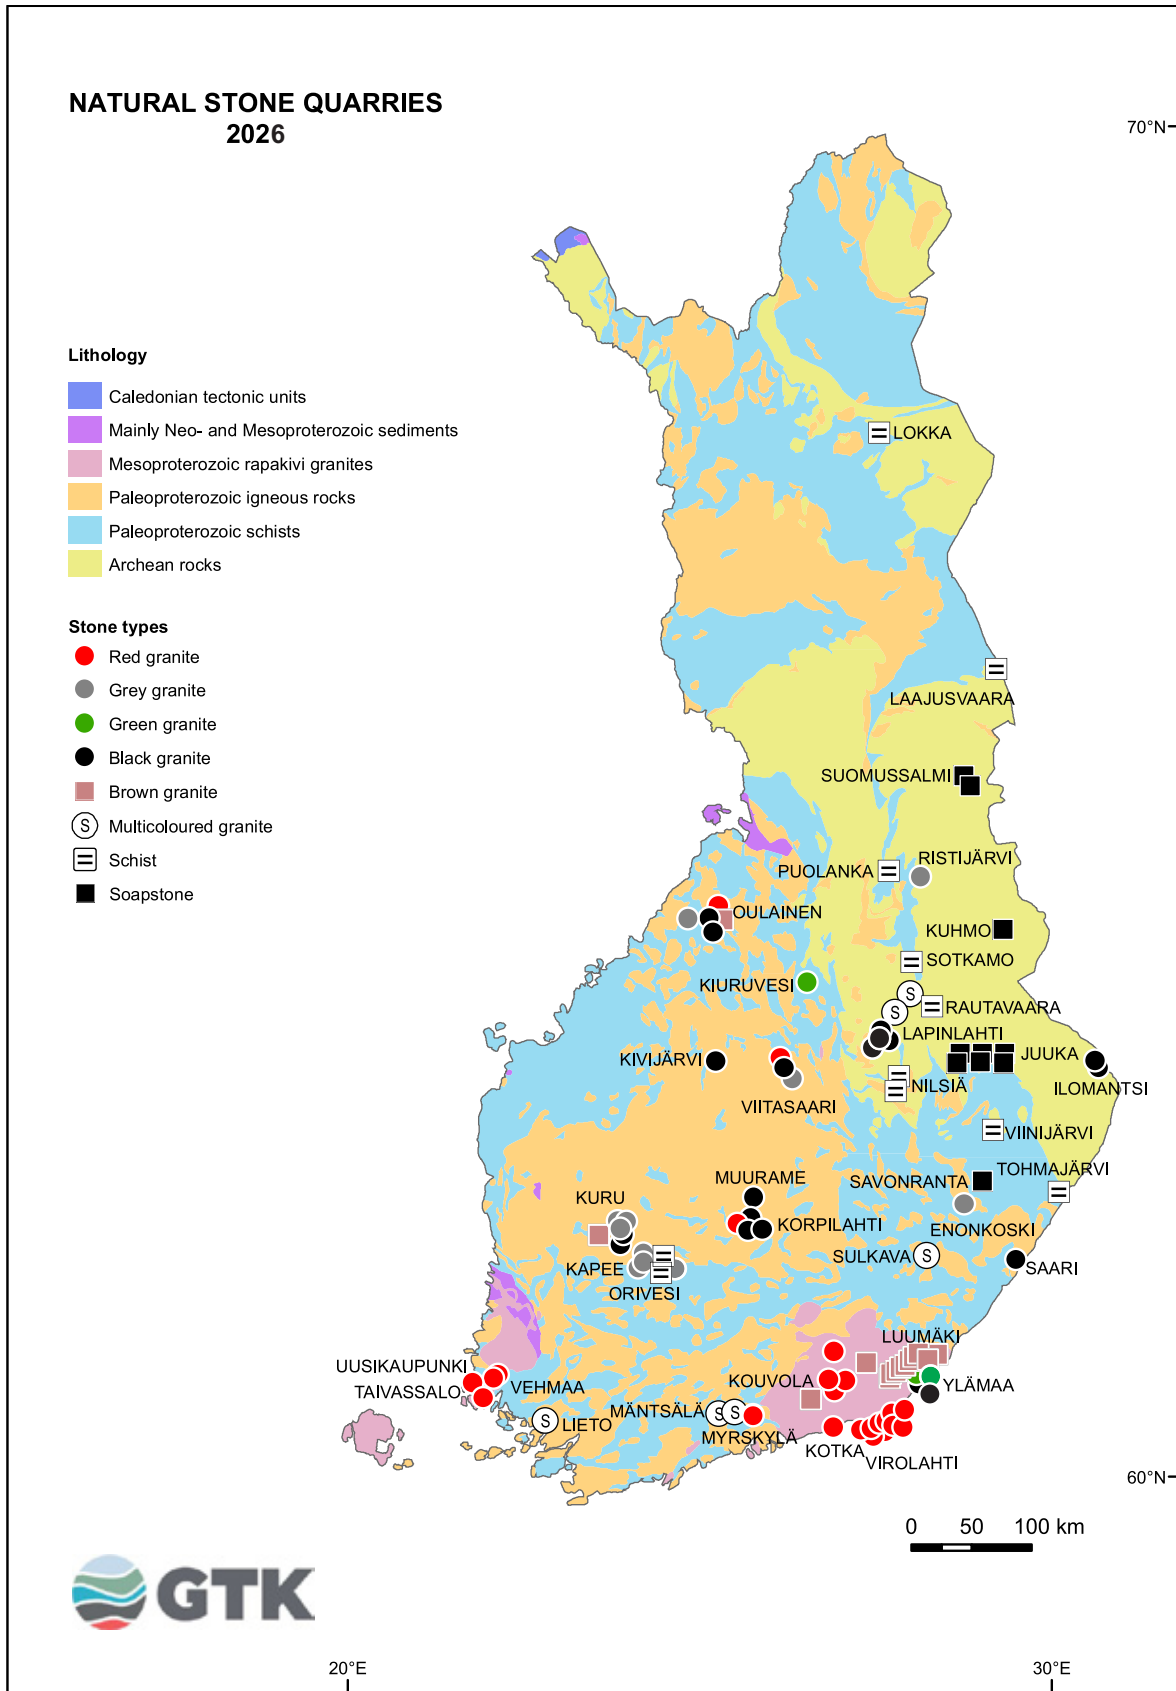 NATURAL STONE QUARRIES
2026
70°N
Lithology
Caledonian tectonic units
Mainly Neo- and Mesoproterozoic sediments
Mesoproterozoic rapakivi granites
Paleoproterozoic igneous rocks
Paleoproterozoic schists
Archean rocks
Stone types
Red granite
Grey granite
Green granite
Black granite
Brown granite
S Multicoloured granite
Schist
Soapstone
LOKKA
LAAJUSVAARA
SUOMUSSALMI
RISTIJÄRVI
PUOLANKA
OULAINEN
KUHMO
SOTKAMO
KIURUVESI
S
RAUTAVAARA
S
LAPINLAHTI
KIVIJÄRVI
JUUKA
NILSIÄ
ILOMANTSI
VIITASAARI
VIINIJÄRVI
TOHMAJÄRVI
MUURAME
SAVONRANTA
KURU
KORPILAHTI
ENONKOSKI
SULKAVA S
KAPEE
SAARI
ORIVESI
LUUMÄKI
UUSIKAUPUNKI
KOUVOLA
VEHMAA
TAIVASSALO
YLÄMAA
MÄNTSÄLÄ S S
S LIETO
MYRSKYLÄ
KOTKA
VIROLAHTI
60°N
0 50 100 km
GTK
20°E 30°E